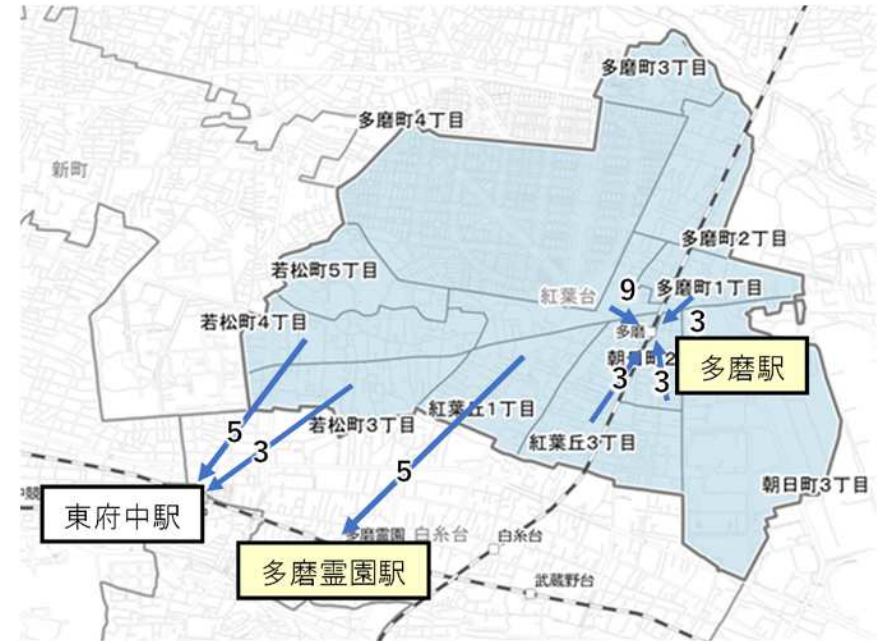 多磨町3丁目
多磨町4丁目
新町
多磨町2丁目
若松町5丁目
紅葉台
9
多磨町1丁目
若松町4丁目
3
多磨
朝日町2
多磨駅
3
3
紅葉丘1丁目
若松町3丁目
5
3
紅葉丘3丁目
5
朝日町3丁目
東府中駅
多磨霊園
白糸台
白糸台
多磨霊園駅
武蔵野台